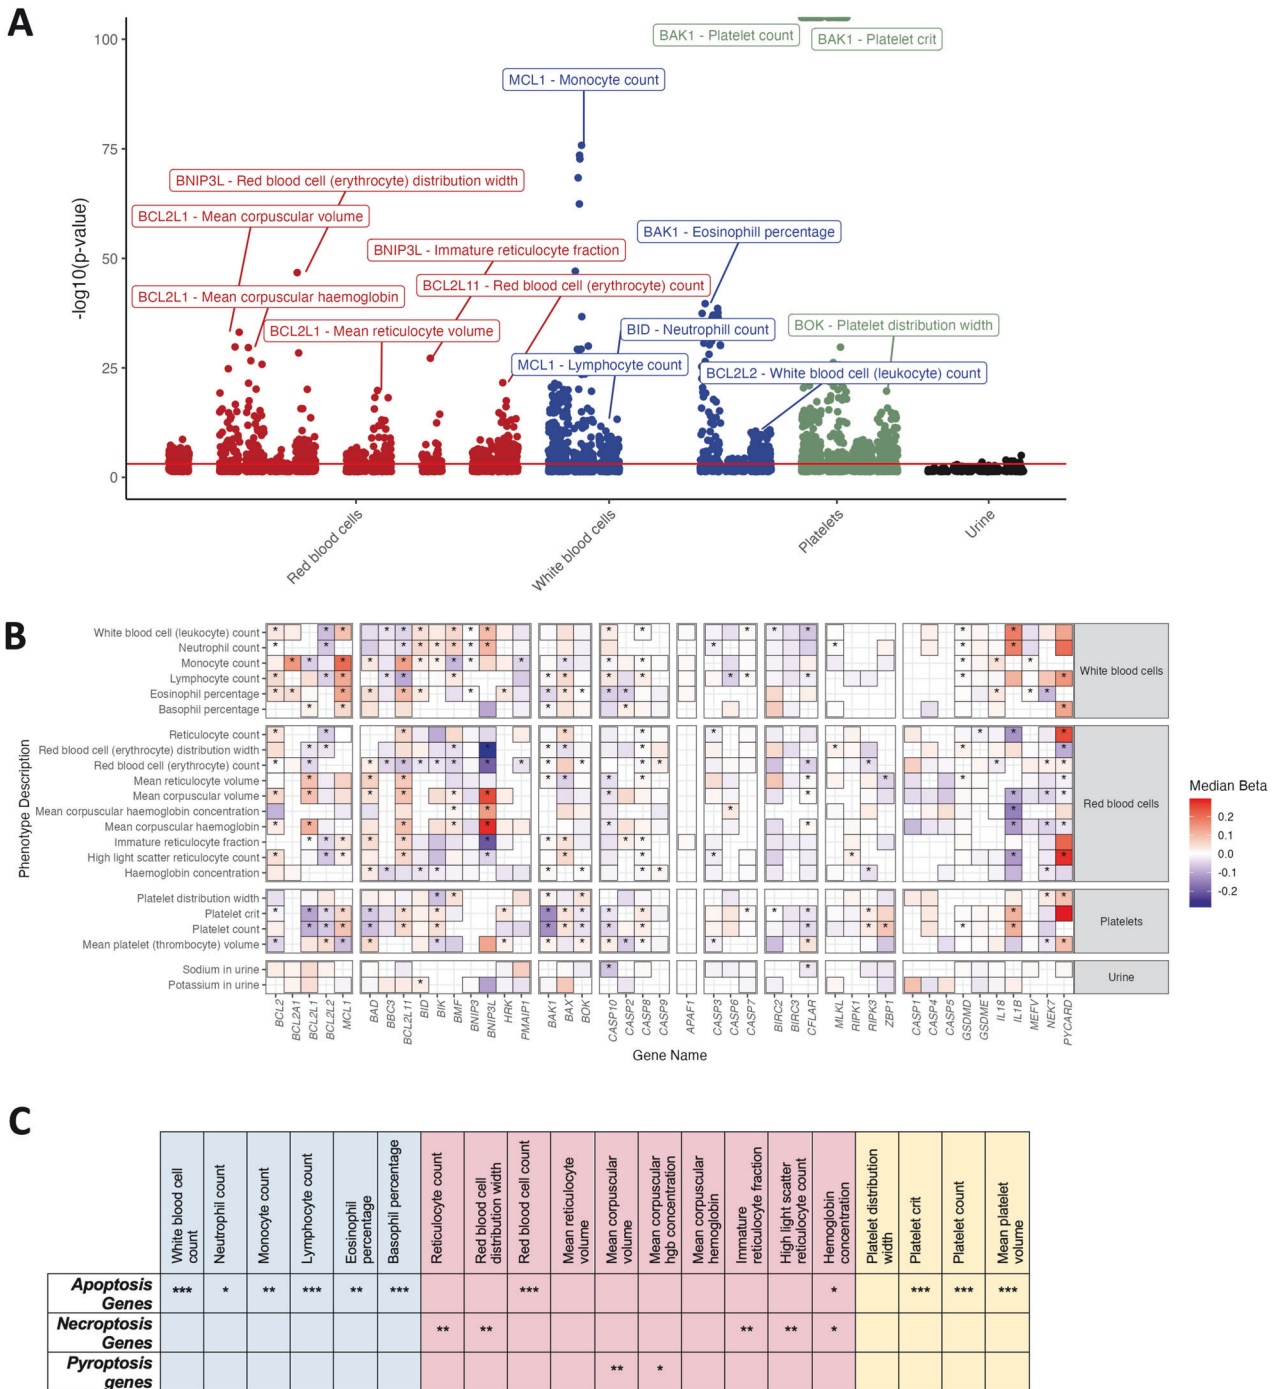 A
-log10(p-value)
100
75
50
25
0
BAK1 - Platelet count
BAK1 - Platelet crit
MCL1 - Monocyte count
BNIP3L - Red blood cell (erythrocyte) distribution width
BCL2L1 - Mean corpuscular volume
BAK1 - Eosinophill percentage
BNIP3L - Immature reticulocyte fraction
BCL2L11 - Red blood cell (erythrocyte) count
BCL2L1 - Mean corpuscular haemoglobin
BCL2L1 - Mean reticulocyte volume
BID - Neutrophill count
BOK - Platelet distribution width
MCL1 - Lymphocyte count
BCL2L2 - White blood cell (leukocyte) count
Red blood cells
White blood cells
Platelets
Urine
B
Phenotype Description
White blood cell (leukocyte) count
Neutrophil count
Monocyte count
Lymphocyte count
Eosinophil percentage
Basophil percentage
White blood cells
Reticulocyte count
Red blood cell (erythrocyte) distribution width
Red blood cell (erythrocyte) count
Mean reticulocyte volume
Mean corpuscular volume
Mean corpuscular haemoglobin concentration
Mean corpuscular haemoglobin
Immature reticulocyte fraction
High light scatter reticulocyte count
Haemoglobin concentration
Red blood cells
Platelet distribution width
Platelet crit
Platelet count
Mean platelet (thrombocyte) volume
Platelets
Sodium in urine
Potassium in urine
Urine
BCL2
BCL2A1
BCL2L1
BCL2L2
MCL1
BAD
BBC3
BCL2L11
BID
BIK
BMF
BNIP3
BNIP3L
HRK
PMAIP1
BAK1
BAX
BOK
CASP10
CASP2
CASP8
CASP9
APAF1
CASP3
CASP6
CASP7
BIRC2
BIRC3
CFLAR
MLKL
RIPK1
RIPK3
ZBP1
CASP1
CASP4
CASP5
GSDMD
GSDME
IL18
IL1B
MEFV
NEK7
PYCARD
Gene Name
Median Beta
0.2
0.1
0.0
-0.1
-0.2
C
White blood cell
count
Neutrophil count
Monocyte count
Lymphocyte count
Eosinophil
percentage
Basophil percentage
Reticulocyte count
Red blood cell
distribution width
Red blood cell count
Mean reticulocyte
volume
Mean corpuscular
volume
Mean corpuscular
hgb concentration
Mean corpuscular
hemoglobin
Immature
reticulocyte fraction
High light scatter
reticulocyte count
Hemoglobin
concentration
Platelet distribution
width
Platelet crit
Platelet count
Mean platelet
volume
Apoptosis
Genes
*** * ** *** ** *** *** * *** *** ***
Necroptosis
Genes
** ** ** ** *
Pyroptosis
genes
** *